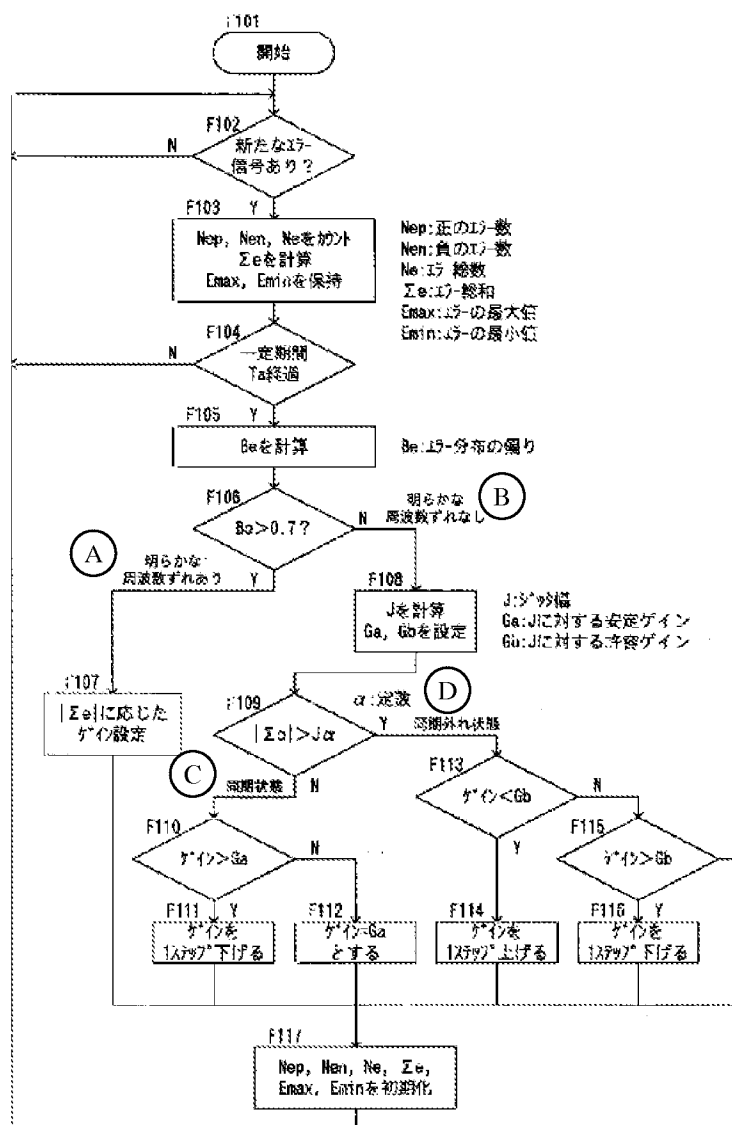 F101
開始
F102
新たなエラー
信号あり?
N
F103
Y
Nep, Nen, Neをカウント
Σeを計算
Emax, Eminを保持
Nep:正のエラー数
Nen:負のエラー数
Ne:エラー総数
Σe:エラー総和
Emax:エラーの最大値
Emin:エラーの最小値
F104
N
一定期間
Ta経過
F105
Y
Beを計算
Be:エラー分布の偏り
F106
Be>0.7?
N
明らかな
周波数ずれなし
B
A
明らかな
周波数ずれあり
Y
F108
Jを計算
Ga, Gbを設定
J:ジッタ幅
Ga:Jに対する安定ゲイン
Gb:Jに対する許容ゲイン
F107
|Σe|に応じた
ゲイン設定
F109
α:定数
D
|Σe|>Jα
Y
同期外れ状態
C
同期状態
N
F113
ゲイン<Gb
N
Y
F110
ゲイン>Ga
N
F115
ゲイン>Gb
F111
Y
ゲインを
1ステップ下げる
F112
ゲイン=Ga
とする
F114
ゲインを
1ステップ上げる
F116
Y
ゲインを
1ステップ下げる
F117
Nep, Nen, Ne, Σe,
Emax, Eminを初期化